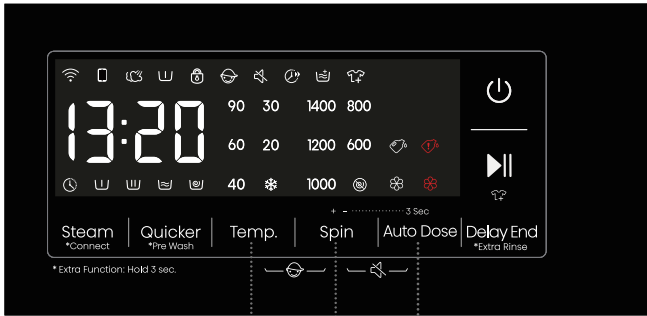 90 30 1400 800
13:20
60 20 1200 600
40 1000
+ - 3 Sec
Steam Quicker Temp. Spin Auto Dose Delay End
*Connect *Pre Wash *Extra Rinse
* Extra Function: Hold 3 sec.